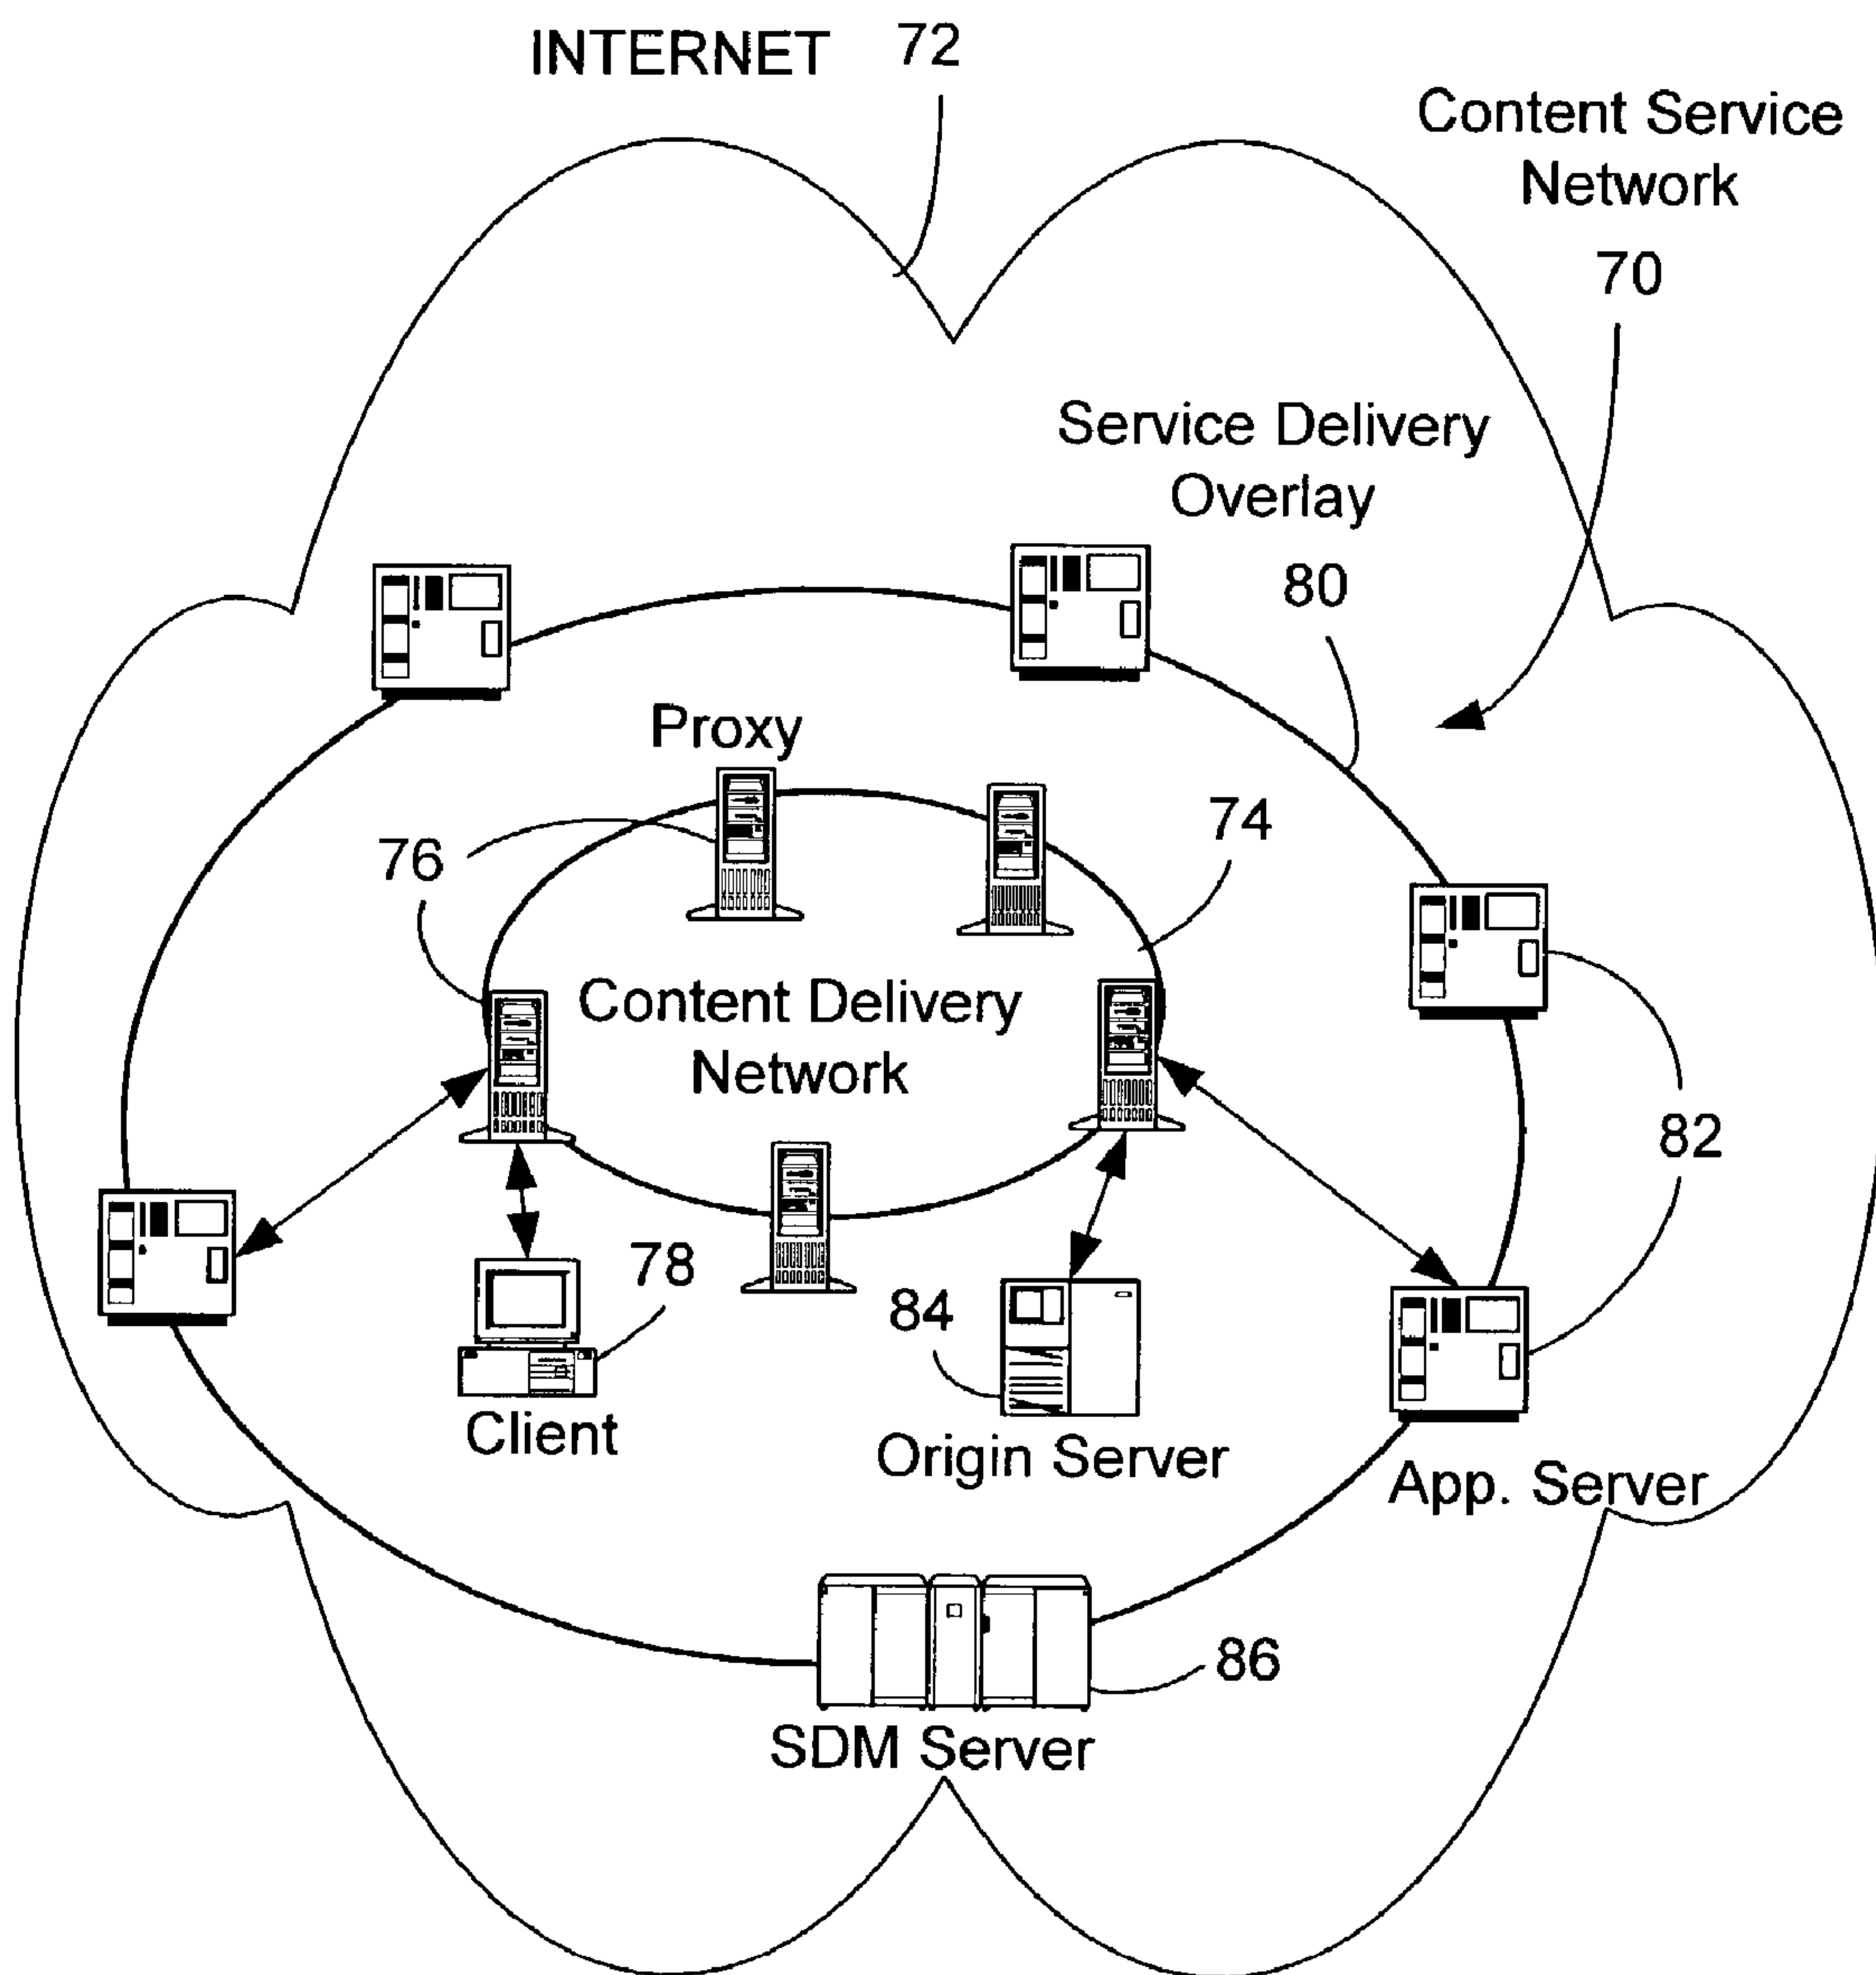 INTERNET 72
Content Service
Network
70
Service Delivery
Overlay
80
Proxy
76
74
Content Delivery
Network
82
78
84
Client
Origin Server
App. Server
86
SDM Server